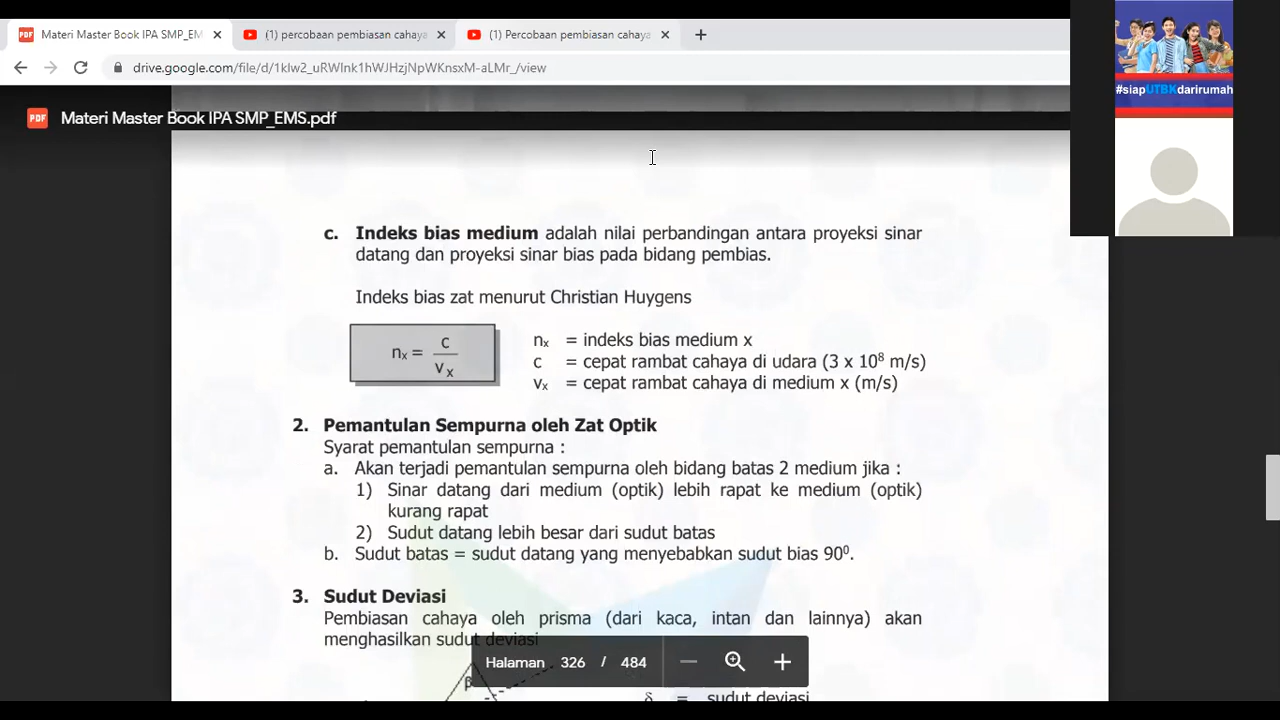 Materi Master Book IPA SMP_EM
(1) percobaan pembiasan cahaya
(1) Percobaan pembiasan cahaya
drive.google.com/file/d/1klw2_uRWlnk1hWJHzjNpWKnsxM-aLMr_/view
#siapUTBKdarirumah
PDF
Materi Master Book IPA SMP_EMS.pdf
c. Indeks bias medium adalah nilai perbandingan antara proyeksi sinar
datang dan proyeksi sinar bias pada bidang pembias.
Indeks bias zat menurut Christian Huygens
nₓ = c / vₓ
nₓ = indeks bias medium x
c = cepat rambat cahaya di udara (3 x 10⁸ m/s)
vₓ = cepat rambat cahaya di medium x (m/s)
2. Pemantulan Sempurna oleh Zat Optik
Syarat pemantulan sempurna :
a. Akan terjadi pemantulan sempurna oleh bidang batas 2 medium jika :
1) Sinar datang dari medium (optik) lebih rapat ke medium (optik)
kurang rapat
2) Sudut datang lebih besar dari sudut batas
b. Sudut batas = sudut datang yang menyebabkan sudut bias 90⁰.
3. Sudut Deviasi
Pembiasan cahaya oleh prisma (dari kaca, intan dan lainnya) akan
menghasilkan sudut deviasi
Halaman 326 / 484
β
δ = sudut deviasi